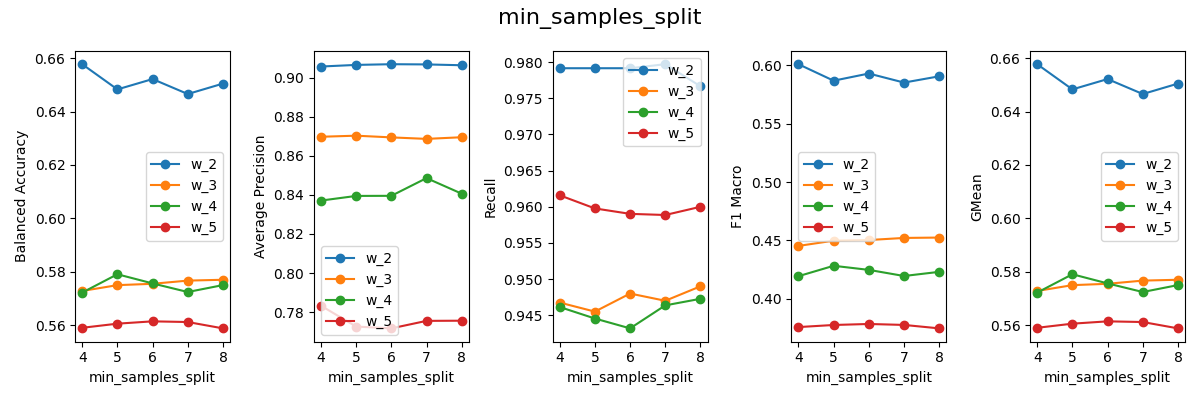 min_samples_split
Balanced Accuracy
0.66
0.64
0.62
0.60
0.58
0.56
4 5 6 7 8
min_samples_split
w_2
w_3
w_4
w_5
Average Precision
0.90
0.88
0.86
0.84
0.82
0.80
0.78
4 5 6 7 8
min_samples_split
w_2
w_3
w_4
w_5
Recall
0.980
0.975
0.970
0.965
0.960
0.955
0.950
0.945
4 5 6 7 8
min_samples_split
w_2
w_3
w_4
w_5
F1 Macro
0.60
0.55
0.50
0.45
0.40
4 5 6 7 8
min_samples_split
w_2
w_3
w_4
w_5
GMean
0.66
0.64
0.62
0.60
0.58
0.56
4 5 6 7 8
min_samples_split
w_2
w_3
w_4
w_5